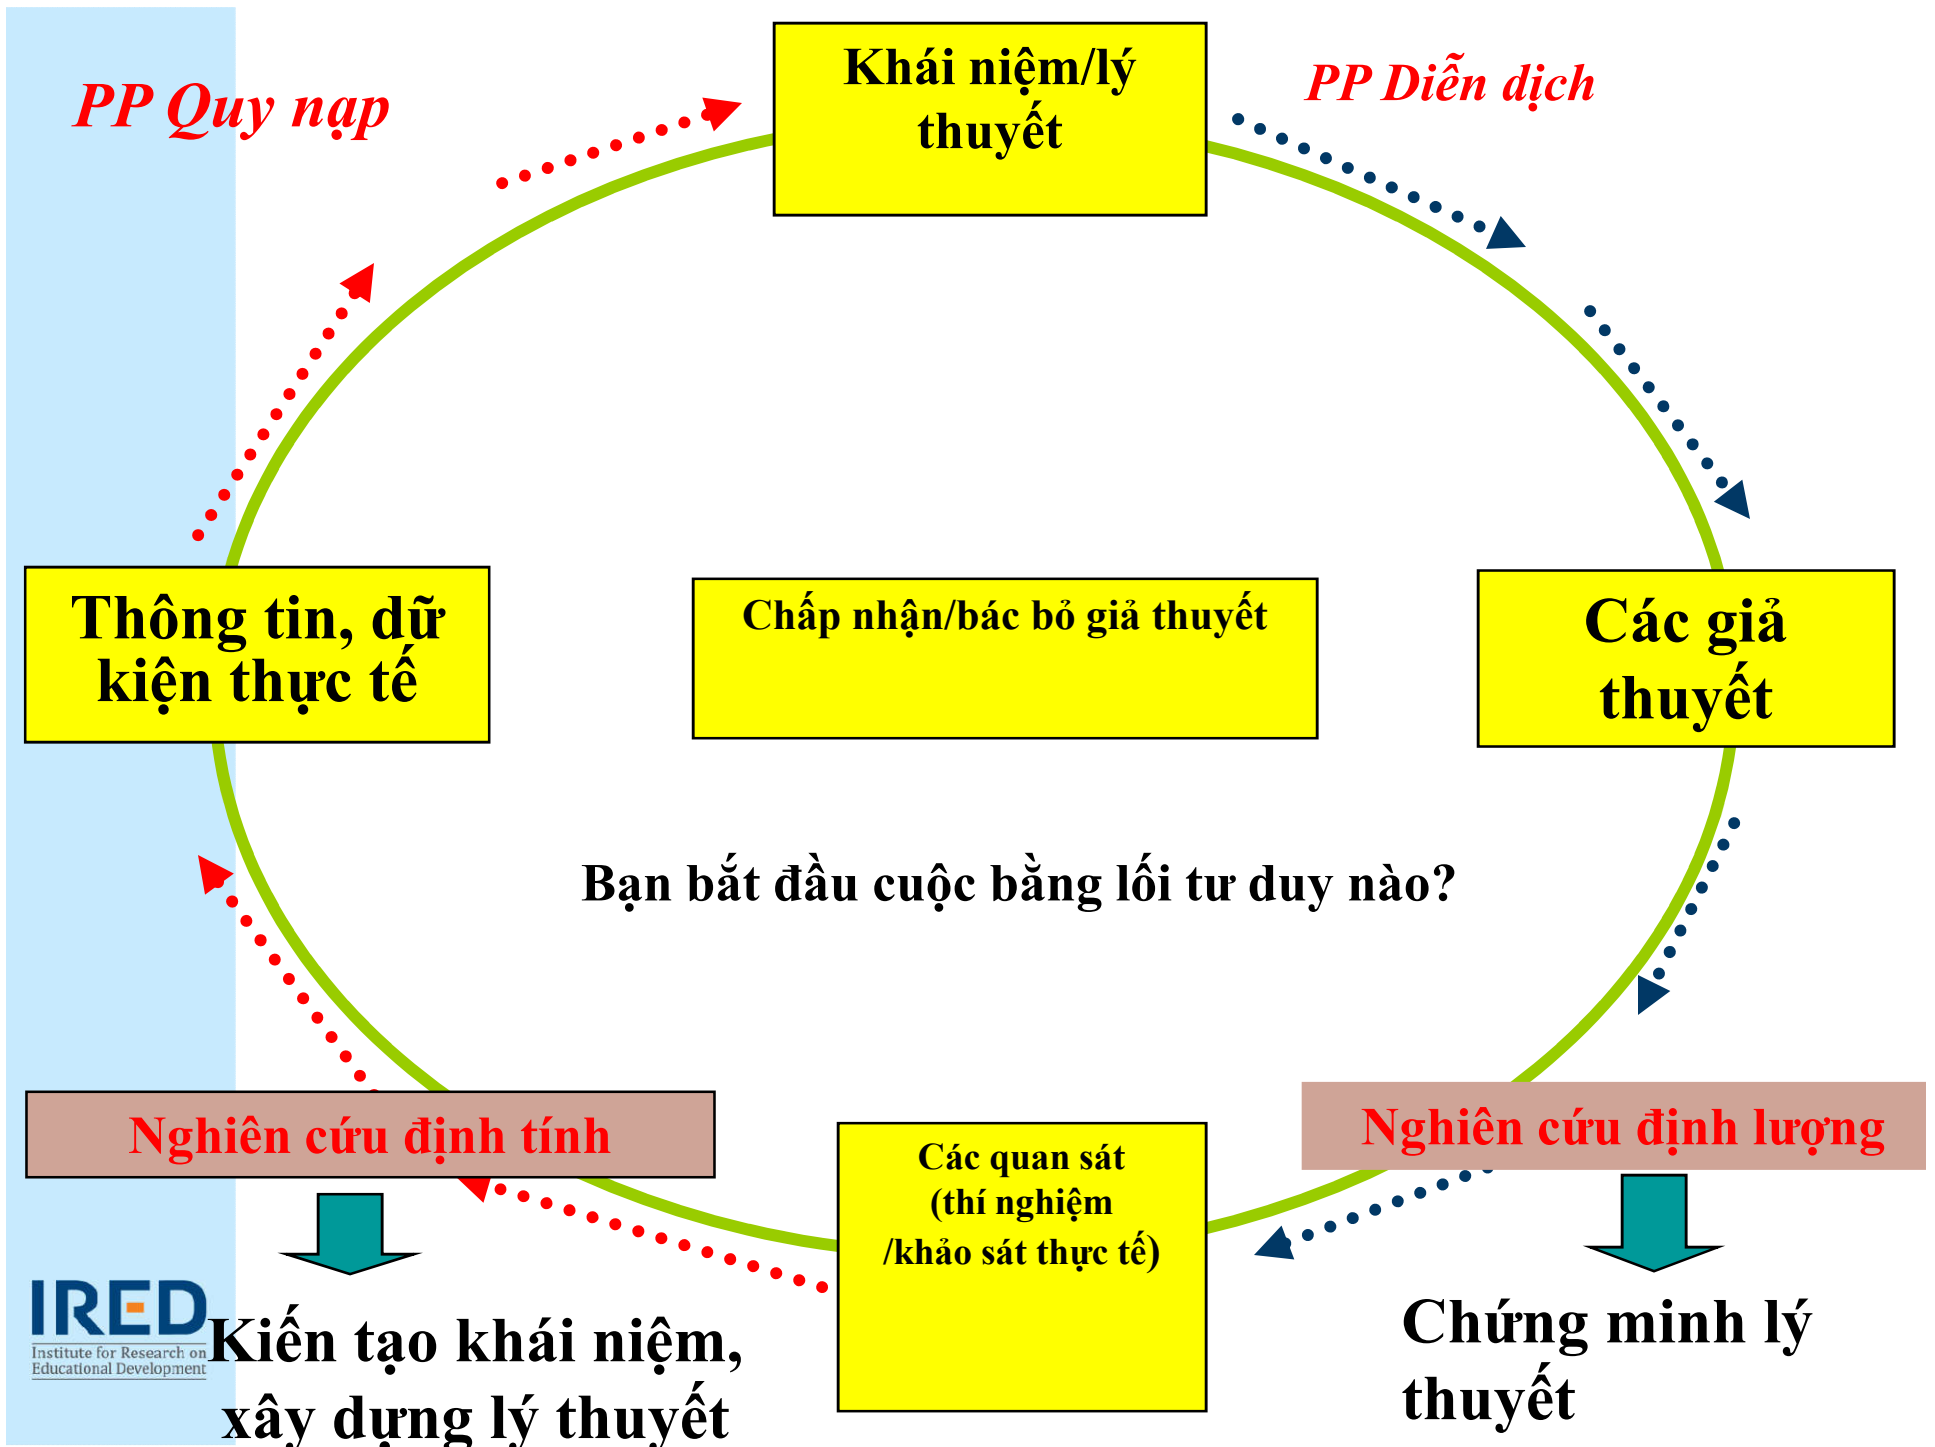 PP Quy nạp
Khái niệm/lý
thuyết
PP Diễn dịch
Thông tin, dữ
kiện thực tế
Chấp nhận/bác bỏ giả thuyết
Các giả
thuyết
Bạn bắt đầu cuộc bằng lối tư duy nào?
Nghiên cứu định tính
Các quan sát
(thí nghiệm
/khảo sát thực tế)
Nghiên cứu định lượng
IRED
Institute for Research on
Educational Development
Kiến tạo khái niệm,
xây dựng lý thuyết
Chứng minh lý
thuyết